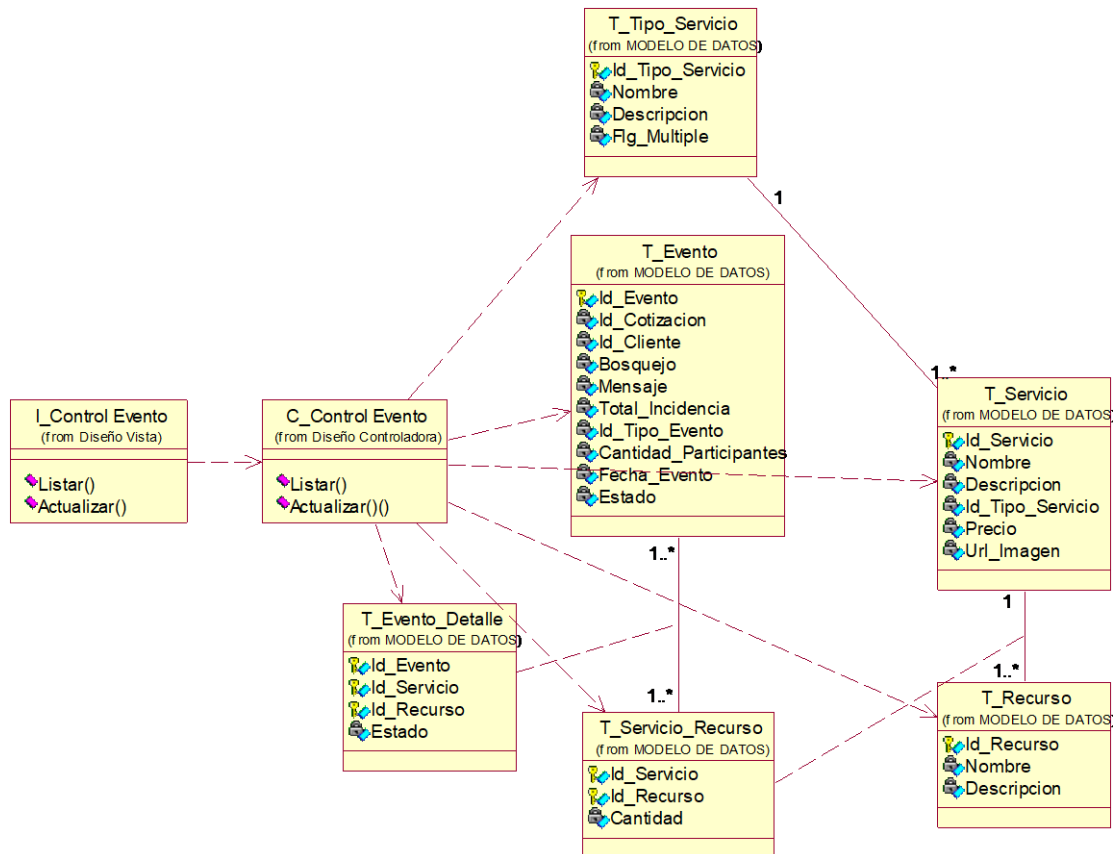 T_Tipo_Servicio
(from MODELO DE DATOS)
Id_Tipo_Servicio
Nombre
Descripcion
Flg_Multiple
1
T_Evento
(from MODELO DE DATOS)
Id_Evento
Id_Cotizacion
Id_Cliente
Bosquejo
Mensaje
Total_Incidencia
Id_Tipo_Evento
Cantidad_Participantes
Fecha_Evento
Estado
1..*
1..*
T_Servicio
(from MODELO DE DATOS)
Id_Servicio
Nombre
Descripcion
Id_Tipo_Servicio
Precio
Url_Imagen
1
I_Control Evento
(from Diseño Vista)
Listar()
Actualizar()
C_Control Evento
(from Diseño Controladora)
Listar()
Actualizar()()
T_Evento_Detalle
(from MODELO DE DATOS)
Id_Evento
Id_Servicio
Id_Recurso
Estado
1..*
T_Servicio_Recurso
(from MODELO DE DATOS)
Id_Servicio
Id_Recurso
Cantidad
1..*
T_Recurso
(from MODELO DE DATOS)
Id_Recurso
Nombre
Descripcion